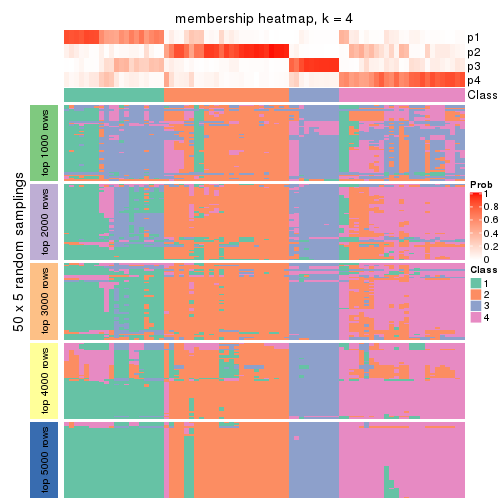 membership heatmap, k = 4
p1
p2
p3
p4
Class
50 x 5 random samplings
top 1000 rows
top 2000 rows
top 3000 rows
top 4000 rows
top 5000 rows
Prob
1
0.8
0.6
0.4
0.2
0
Class
1
2
3
4